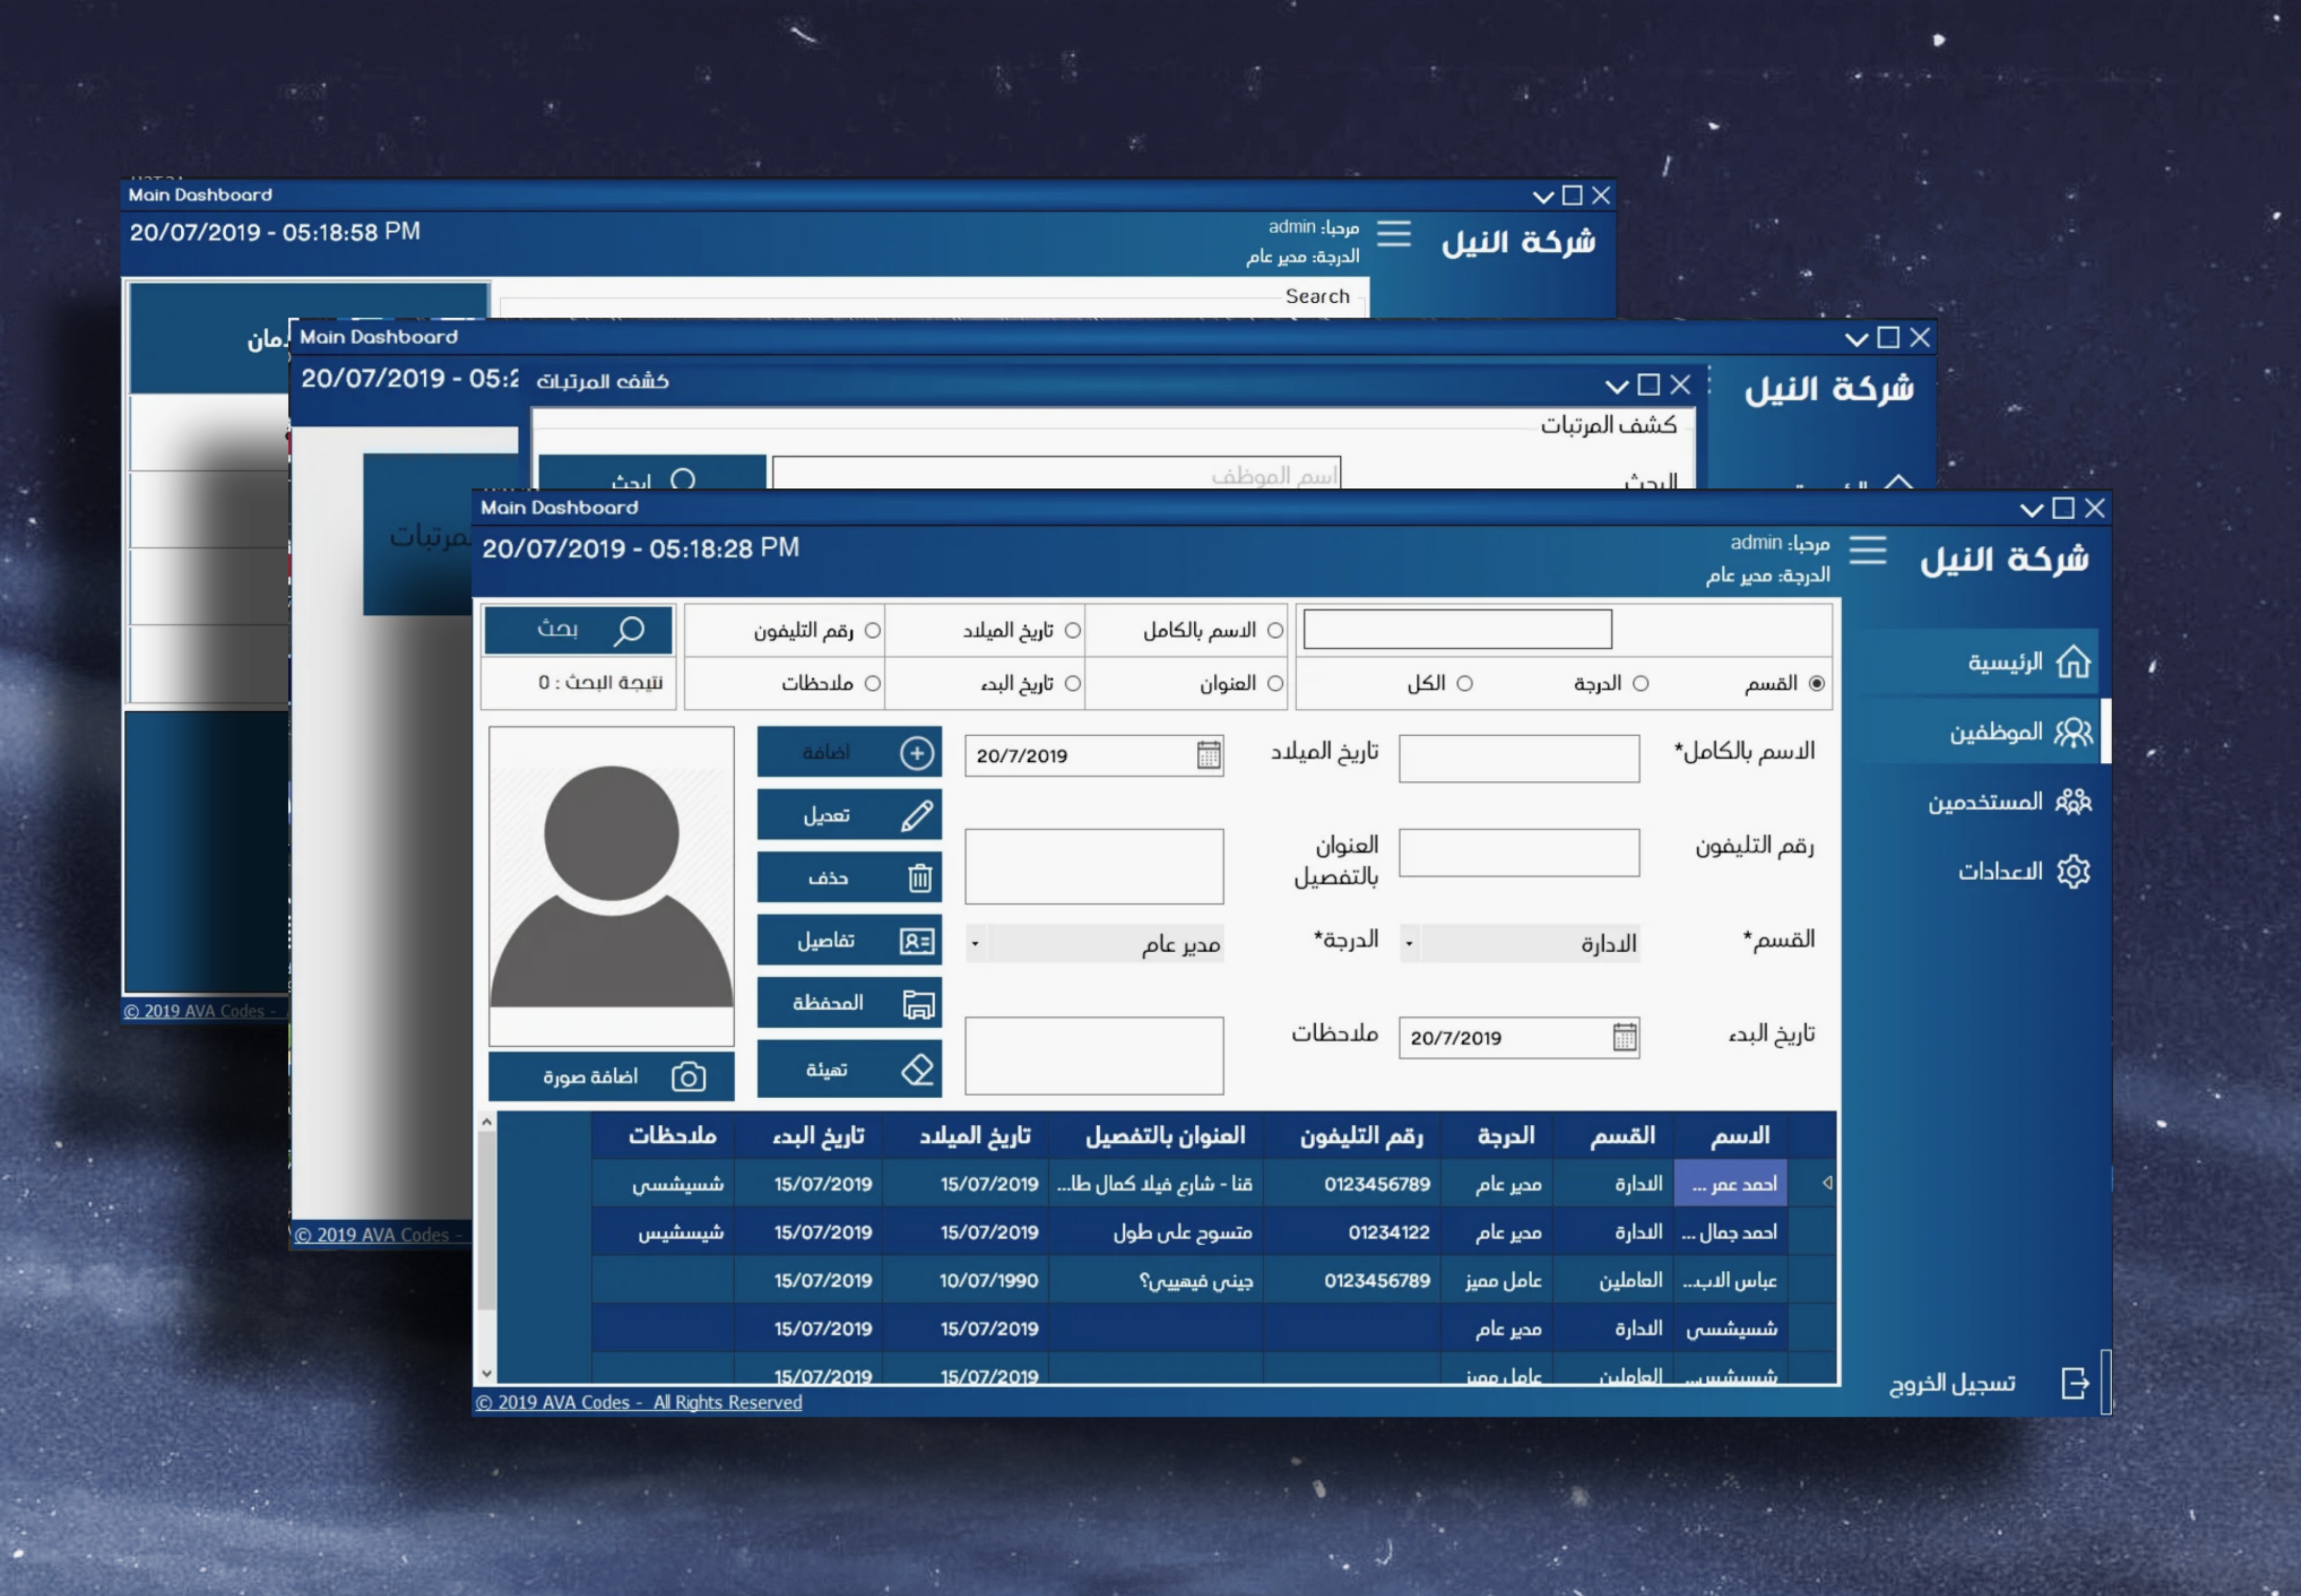 Main Dashboard
20/07/2019 - 05:18:58 PM
مرحبا: admin
الدرجة: مدير عام
شركة النيل
Search
© 2019 AVA Codes -
Main Dashboard
20/07/2019 - 05:2
شركة النيل
كشف المرتبات
كشف المرتبات
البحث
اسم الموظف
ابحث
© 2019 AVA Codes -
Main Dashboard
20/07/2019 - 05:18:28 PM
مرحبا: admin
الدرجة: مدير عام
شركة النيل
الرئيسية
الموظفين
المستخدمين
الاعدادات
تسجيل الخروج
الاسم بالكامل تاريخ الميلاد رقم التليفون بحث
القسم الدرجة الكل العنوان تاريخ البدء ملاحظات نتيجة البحث : 0
الاسم بالكامل* تاريخ الميلاد 20/7/2019 اضافة
تعديل
رقم التليفون العنوان بالتفصيل حذف
القسم* الادارة الدرجة* مدير عام تفاصيل
المحفظة
تاريخ البدء 20/7/2019 ملاحظات
تهيئة
اضافة صورة
الاسم القسم الدرجة رقم التليفون العنوان بالتفصيل تاريخ الميلاد تاريخ البدء ملاحظات
احمد عمر ... الادارة مدير عام 0123456789 قنا - شارع فيلا كمال طا... 15/07/2019 15/07/2019 شسيشسى
احمد جمال ... الادارة مدير عام 01234122 متسوح على طول 15/07/2019 15/07/2019 شيسشيس
عباس الاب... العاملين عامل مميز 0123456789 جينى فيهيبى؟ 10/07/1990 15/07/2019
شسيشسى الادارة مدير عام 15/07/2019 15/07/2019
العاملين عامل مميز 15/07/2019 15/07/2019
© 2019 AVA Codes - All Rights Reserved